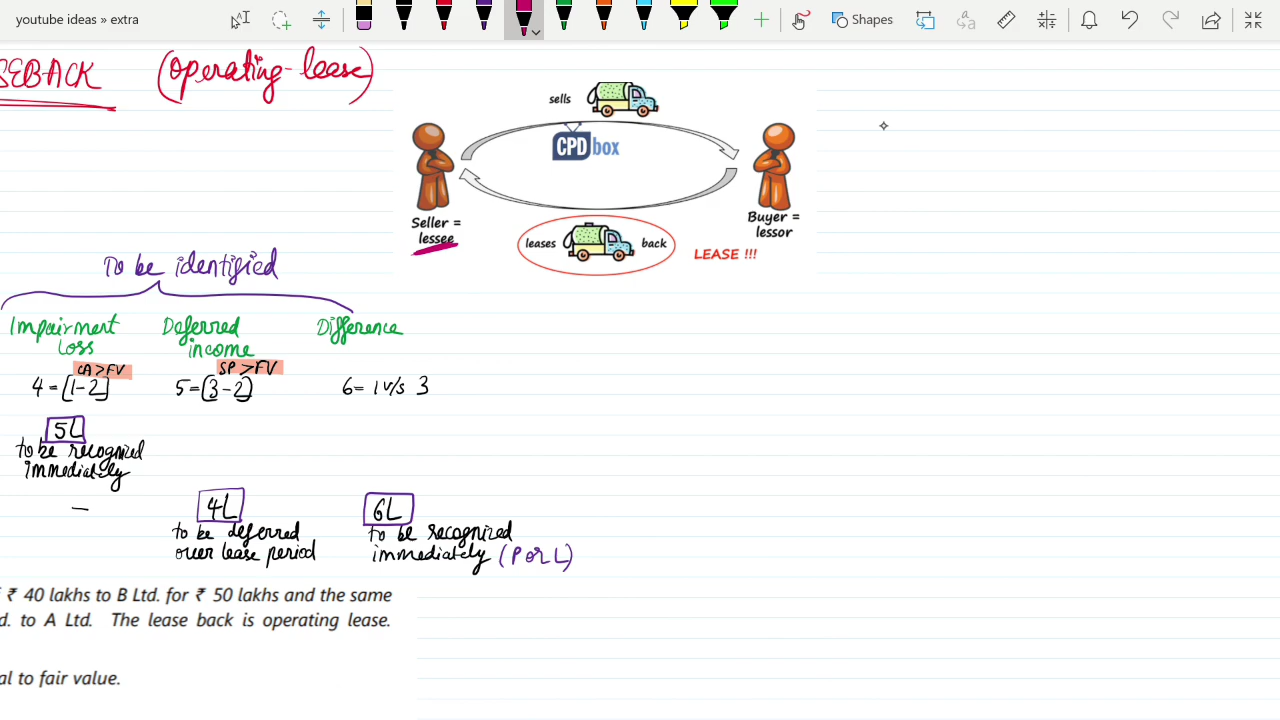 youtube ideas » extra
Shapes
SEBACK (operating-lease)
sells
CPD box
Seller =
lessee
Buyer =
lessor
leases back
LEASE !!!
To be identified
Impairment
Loss
Deferred
income
Difference
CA>FV
SP >FV
4 = [1-2]
5=[3-2]
6= 1 v/s 3
5L
to be recognized
immediately
—
4L
to be deferred
over lease period
6L
to be recognized
immediately (P or L)
₹ 40 lakhs to B Ltd. for ₹ 50 lakhs and the same
d. to A Ltd. The lease back is operating lease.
al to fair value.